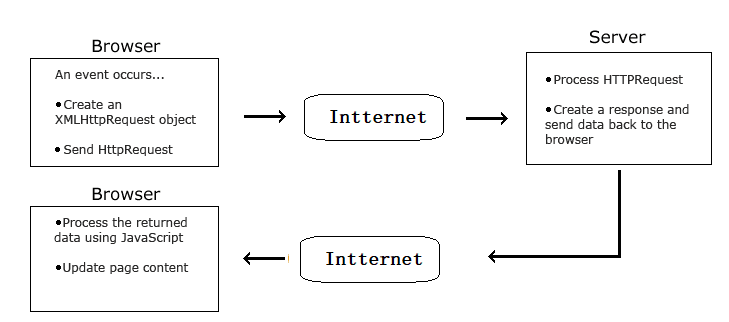 Browser
An event occurs...
•Create an
XMLHttpRequest object
• Send HttpRequest
Intternet
Server
•Process HTTPRequest
•Create a response and
send data back to the
browser
Browser
•Process the returned
data using JavaScript
•Update page content
Intternet